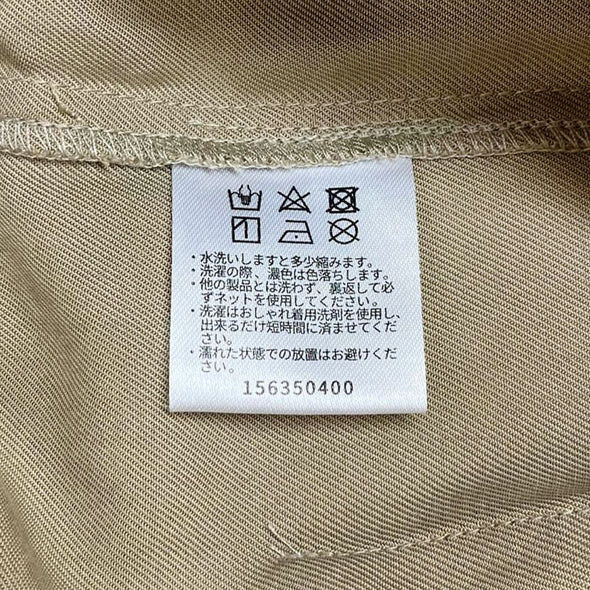 ・水洗いしますと多少縮みます。
・洗濯の際、濃色は色落ちします。
・他の製品とは洗わず、裏返して必
ずネットを使用してください。
・洗濯はおしゃれ着用洗剤を使用し、
出来るだけ短時間に済ませてくだ
さい。
・濡れた状態での放置はお避けくだ
さい。
156350400